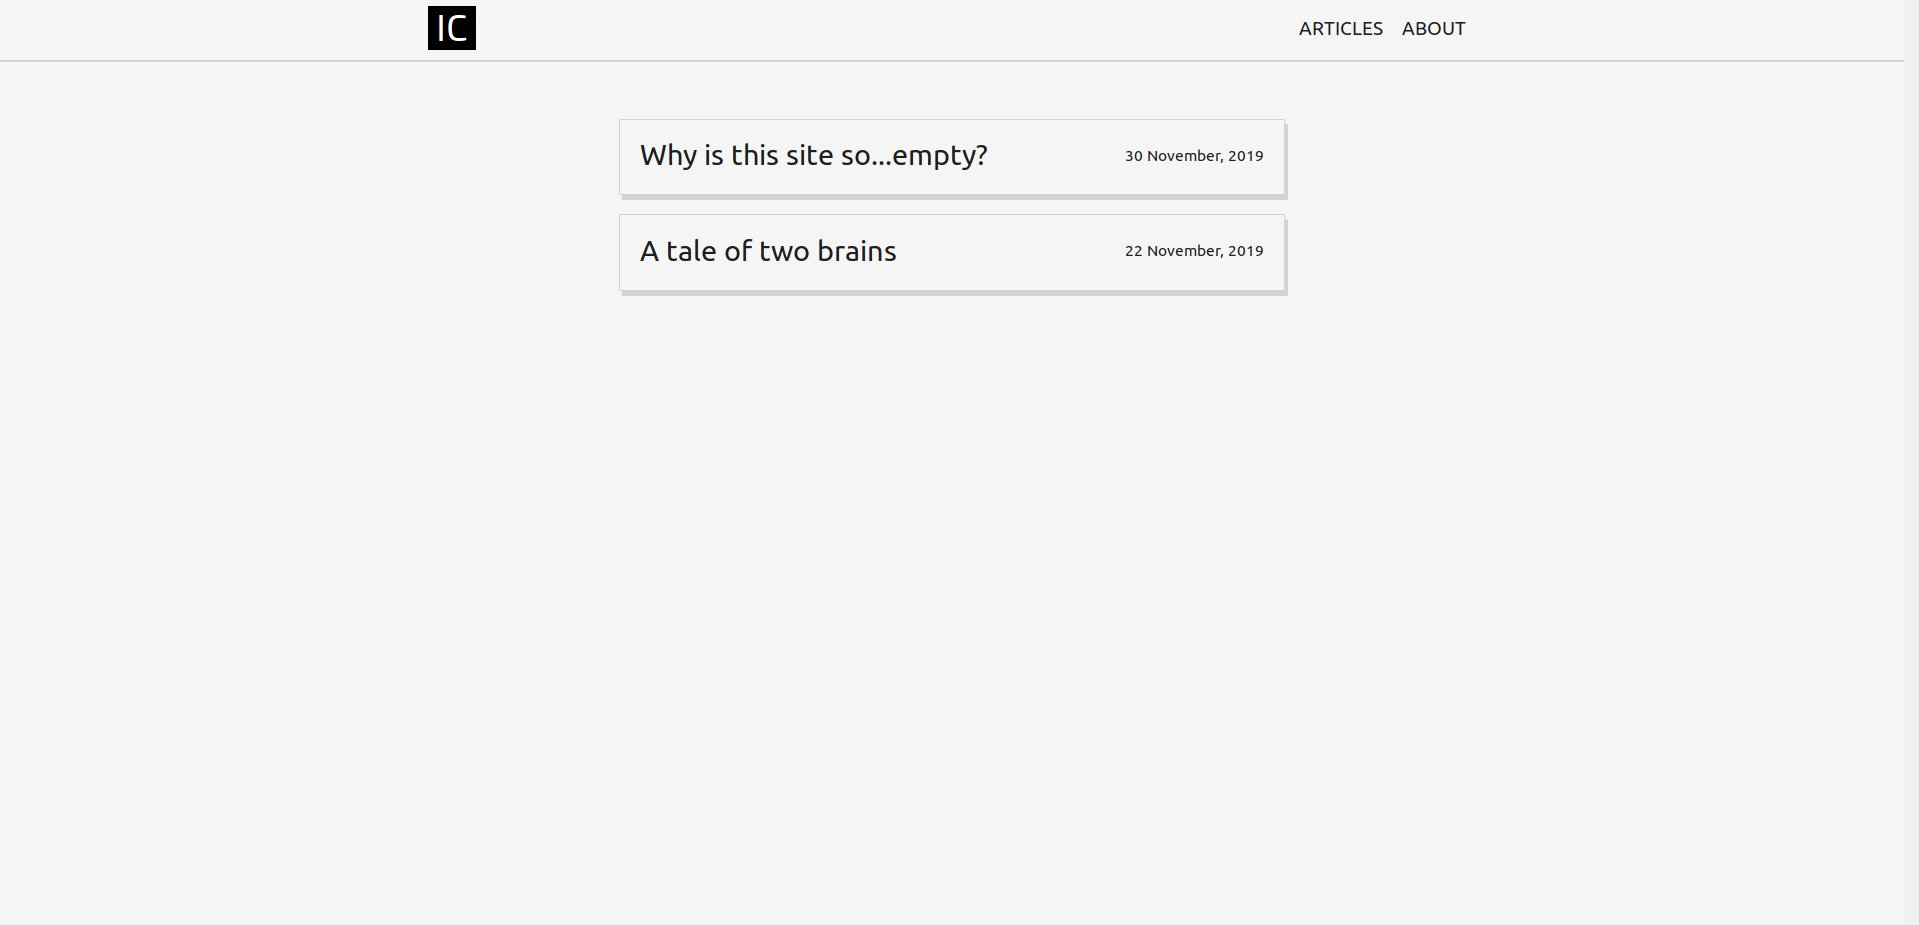 IC
ARTICLES ABOUT
Why is this site so...empty? 30 November, 2019
A tale of two brains 22 November, 2019